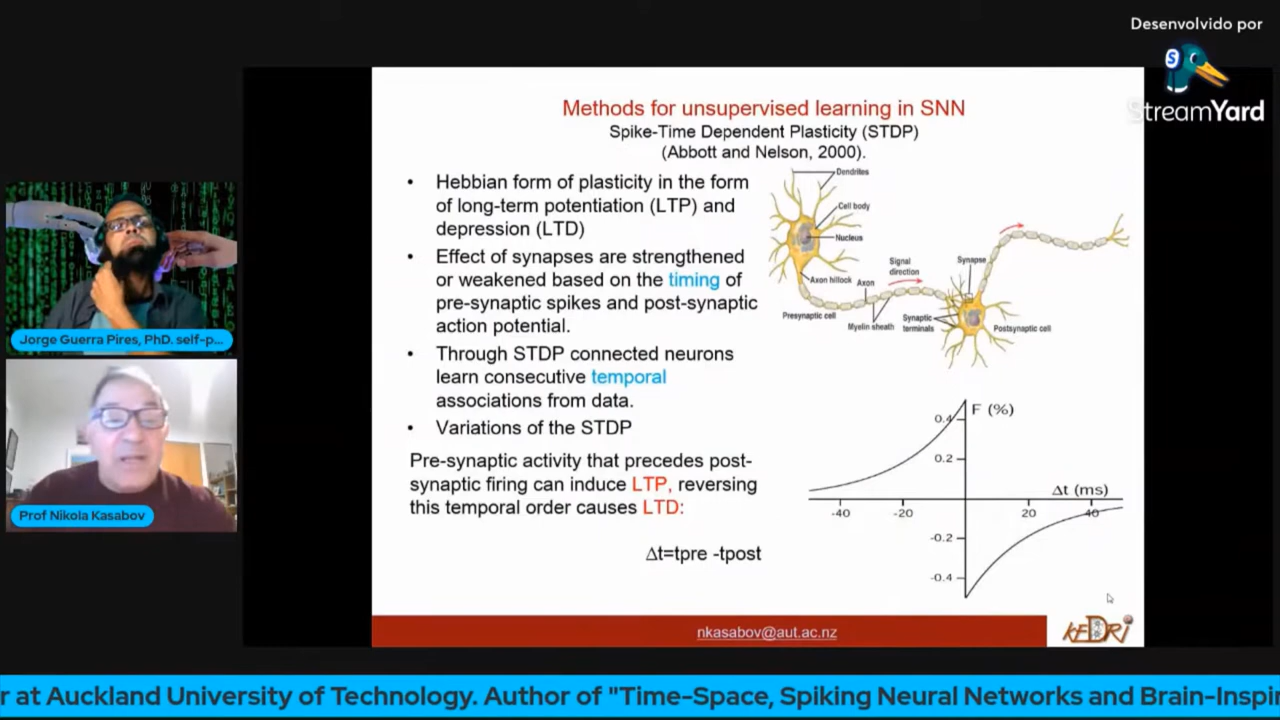 Desenvolvido por
StreamYard
Methods for unsupervised learning in SNN
Spike-Time Dependent Plasticity (STDP)
(Abbott and Nelson, 2000).
• Hebbian form of plasticity in the form
of long-term potentiation (LTP) and
depression (LTD)
• Effect of synapses are strengthened
or weakened based on the timing of
pre-synaptic spikes and post-synaptic
action potential.
• Through STDP connected neurons
learn consecutive temporal
associations from data.
• Variations of the STDP
Pre-synaptic activity that precedes post-
synaptic firing can induce LTP, reversing
this temporal order causes LTD:
Δt=tpre -tpost
Dendrites
Cell body
Nucleus
Axon hillock
Axon
Signal
direction
Synapse
Presynaptic cell
Myelin sheath
Synaptic
terminals
Postsynaptic cell
F (%)
0.4
0.2
Δt (ms)
-40
-20
20
40
-0.2
-0.4
nkasabov@aut.ac.nz
KEDRI
Jorge Guerra Pires, PhD. self-p...
Prof Nikola Kasabov
r at Auckland University of Technology. Author of "Time-Space, Spiking Neural Networks and Brain-Inspi